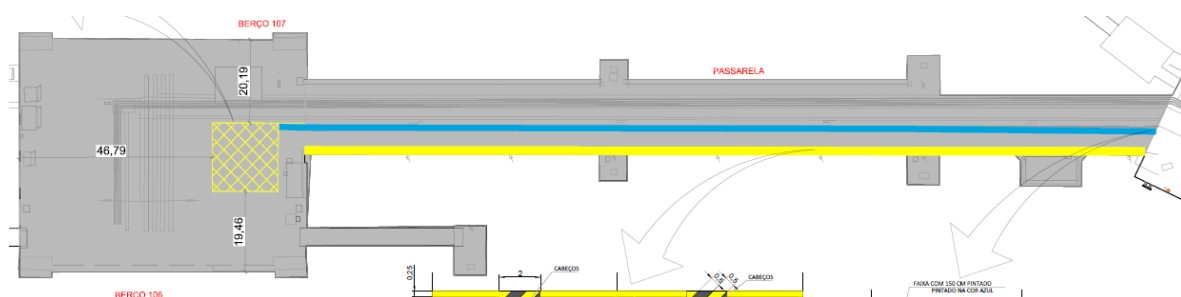 BERÇO 107
PASSARELA
20,19
46,79
19,46
BERÇO 106
0,25
2
CABEÇOS
0,5
0,5
CABEÇOS
FAIXA COM 150 CM PINTADO
PINTADO NA COR AZUL